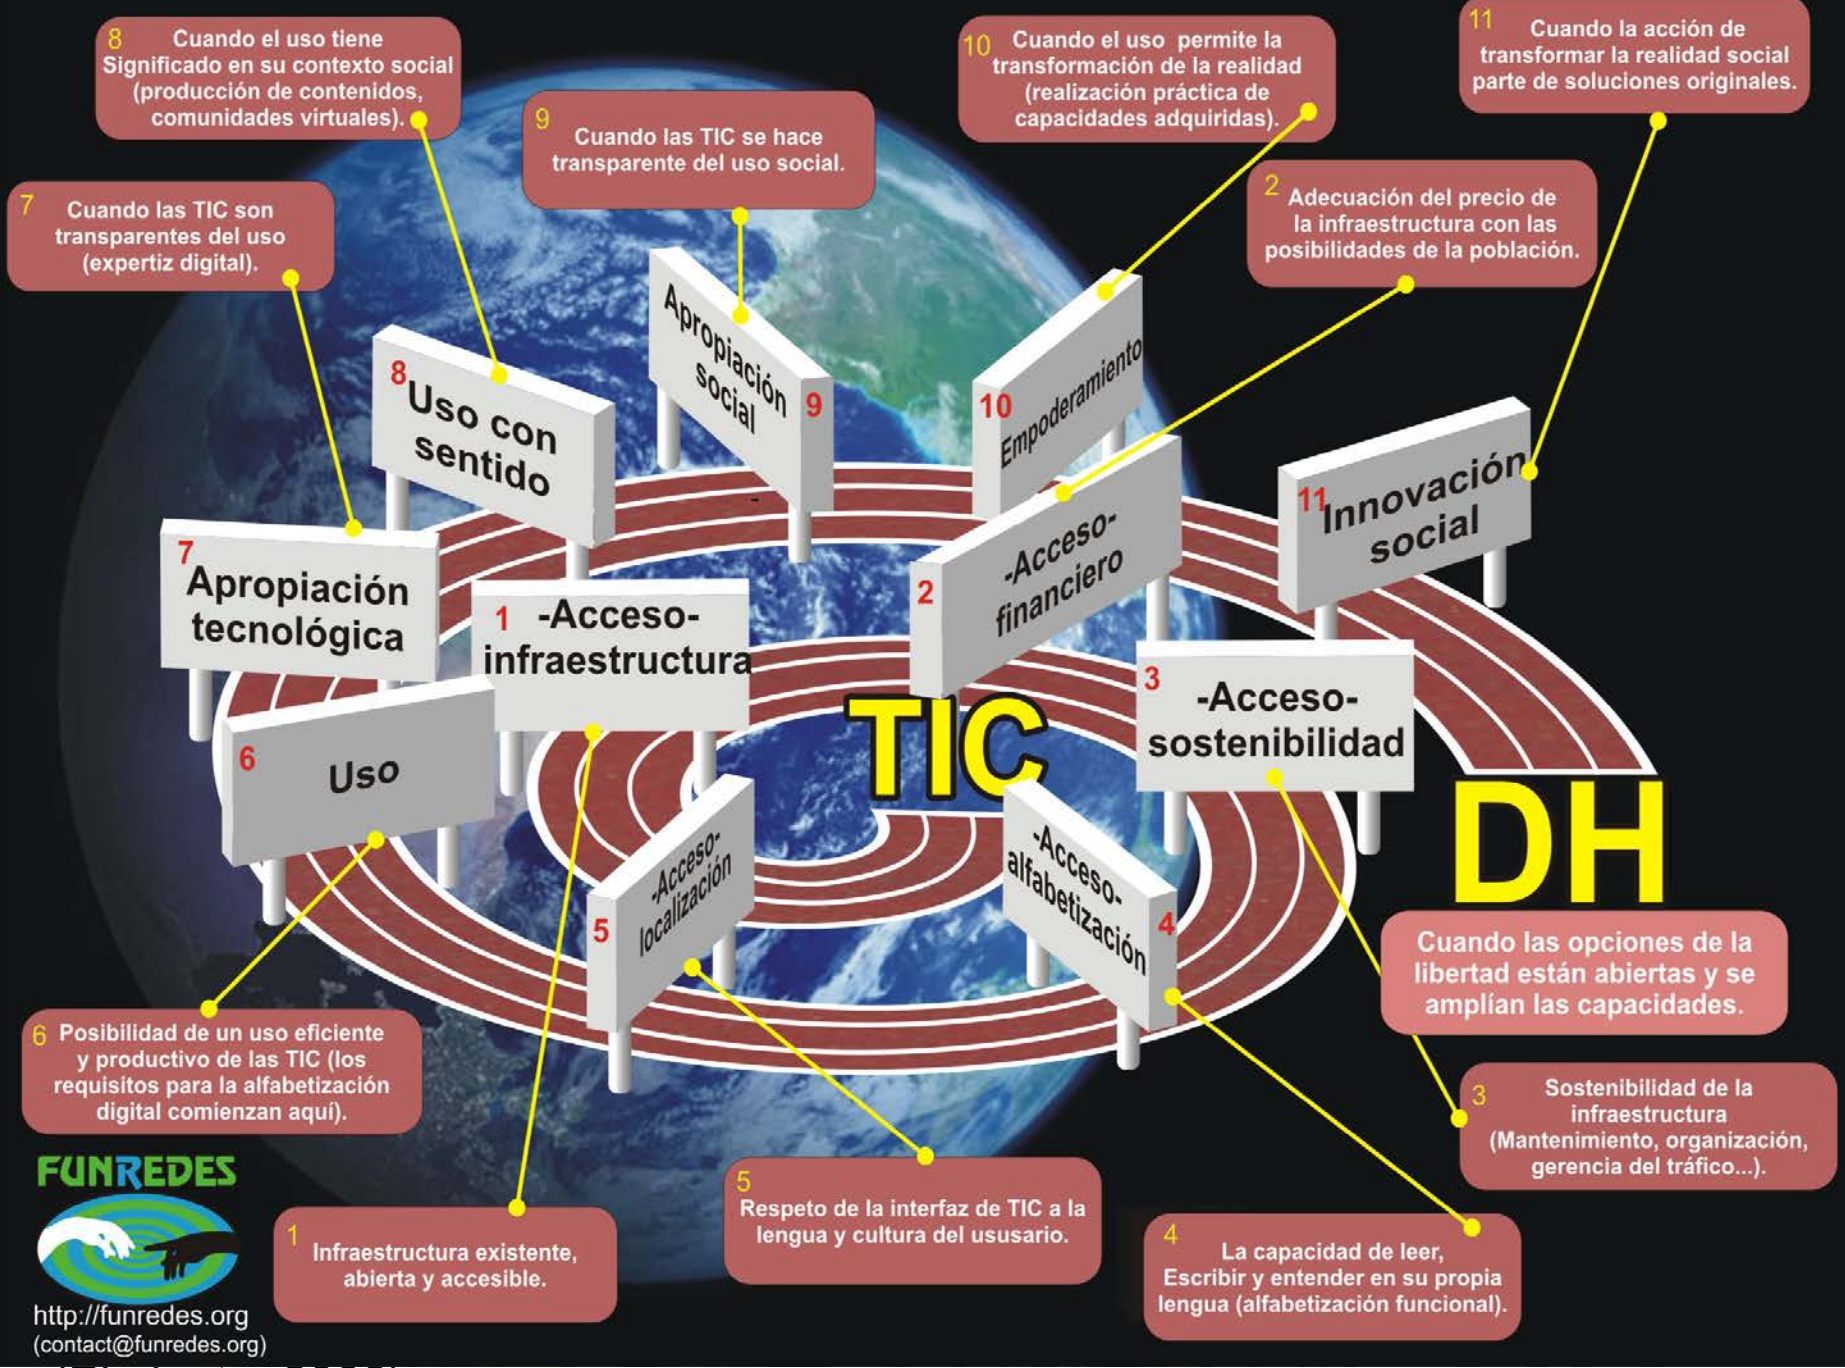 8
Cuando el uso tiene
Significado en su contexto social
(producción de contenidos,
comunidades virtuales).
9
Cuando las TIC se hace
transparente del uso social.
10
Cuando el uso permite la
transformación de la realidad
(realización práctica de
capacidades adquiridas).
11
Cuando la acción de
transformar la realidad social
parte de soluciones originales.
7
Cuando las TIC son
transparentes del uso
(expertiz digital).
2
Adecuación del precio de
la infraestructura con las
posibilidades de la población.
8
Uso con
sentido
Apropiación
social
9
10
Empoderamiento
11
Innovación
social
7
Apropiación
tecnológica
1
-Acceso-
infraestructura
2
-Acceso-
financiero
3
-Acceso-
sostenibilidad
6
Uso
TIC
DH
5
-Acceso-
localización
-Acceso-
alfabetización
4
Cuando las opciones de la
libertad están abiertas y se
amplían las capacidades.
6
Posibilidad de un uso eficiente
y productivo de las TIC (los
requisitos para la alfabetización
digital comienzan aquí).
3
Sostenibilidad de la
infraestructura
(Mantenimiento, organización,
gerencia del tráfico...).
FUNREDES
http://funredes.org
(contact@funredes.org)
1
Infraestructura existente,
abierta y accesible.
5
Respeto de la interfaz de TIC a la
lengua y cultura del ususario.
4
La capacidad de leer,
Escribir y entender en su propia
lengua (alfabetización funcional).